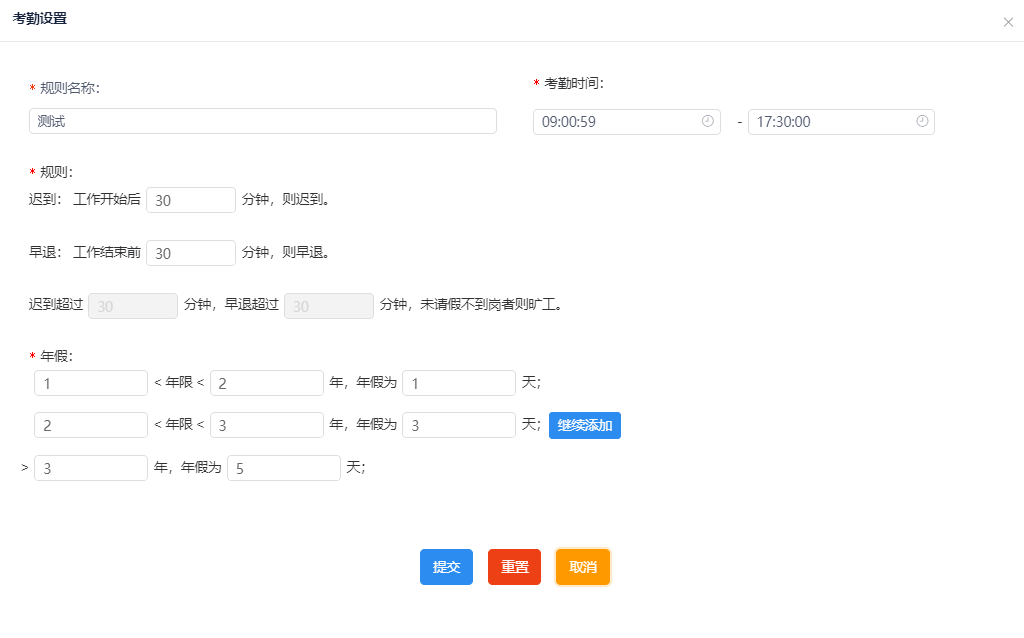 考勤设置
* 规则名称:
测试
* 考勤时间:
09:00:59 - 17:30:00
* 规则:
迟到: 工作开始后 30 分钟，则迟到。
早退: 工作结束前 30 分钟，则早退。
迟到超过 30 分钟，早退超过 30 分钟，未请假不到岗者则旷工。
* 年假:
1 < 年限 < 2 年，年假为 1 天;
2 < 年限 < 3 年，年假为 3 天; 继续添加
> 3 年，年假为 5 天;
提交 重置 取消